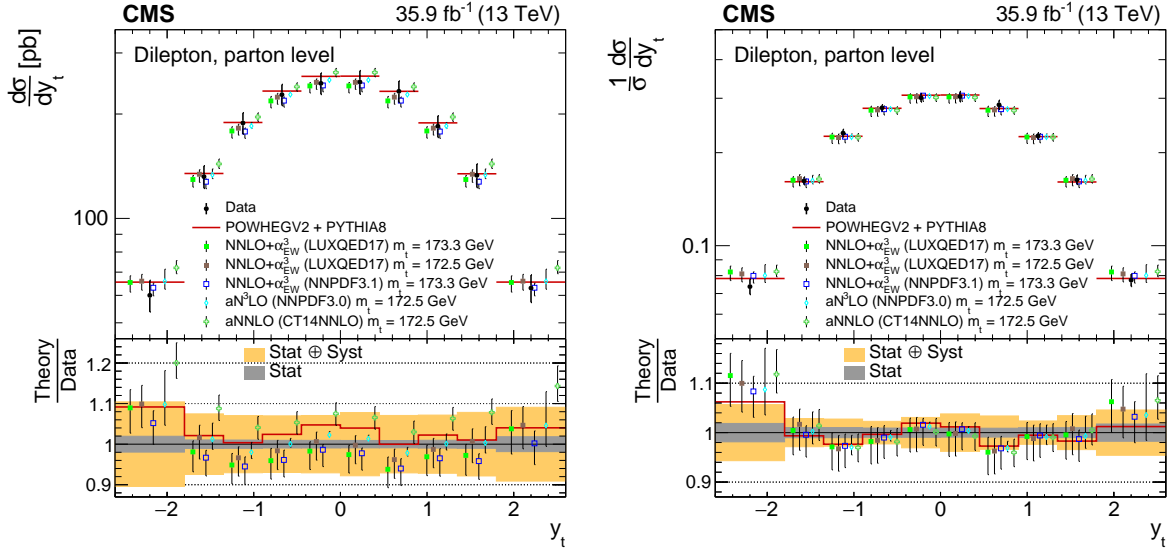 CMS 35.9 fb⁻¹ (13 TeV)
Dilepton, parton level
dσ/dy_t [pb]
100
Data
POWHEGV2 + PYTHIA8
NNLO+α³_EW (LUXQED17) m_t = 173.3 GeV
NNLO+α³_EW (LUXQED17) m_t = 172.5 GeV
NNLO+α³_EW (NNPDF3.1) m_t = 173.3 GeV
aN³LO (NNPDF3.0) m_t = 172.5 GeV
aNNLO (CT14NNLO) m_t = 172.5 GeV
Theory/Data
1.2
1.1
1
0.9
Stat ⊕ Syst
Stat
−2 −1 0 1 2
y_t
CMS 35.9 fb⁻¹ (13 TeV)
Dilepton, parton level
1/σ dσ/dy_t
0.1
Data
POWHEGV2 + PYTHIA8
NNLO+α³_EW (LUXQED17) m_t = 173.3 GeV
NNLO+α³_EW (LUXQED17) m_t = 172.5 GeV
NNLO+α³_EW (NNPDF3.1) m_t = 173.3 GeV
aN³LO (NNPDF3.0) m_t = 172.5 GeV
aNNLO (CT14NNLO) m_t = 172.5 GeV
Theory/Data
1.1
1
0.9
Stat ⊕ Syst
Stat
−2 −1 0 1 2
y_t